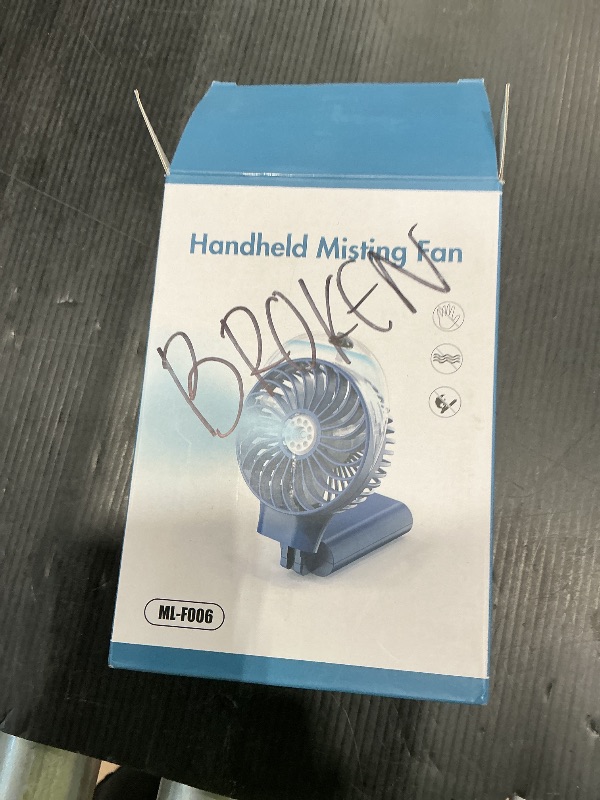 Handheld Misting Fan
BROKEN
ML-F006